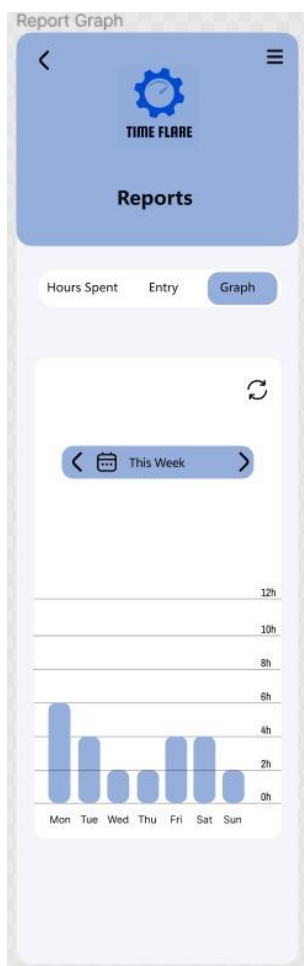 Report Graph
TIME FLARE
Reports
Hours Spent Entry Graph
This Week
12h
10h
8h
6h
4h
2h
0h
Mon Tue Wed Thu Fri Sat Sun